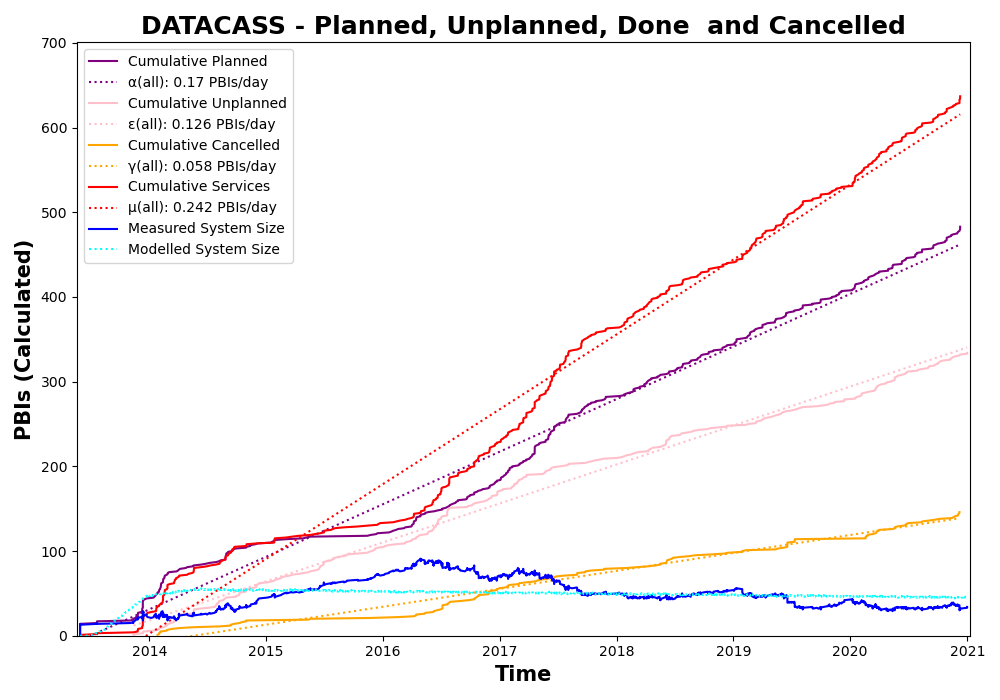 DATACASS - Planned, Unplanned, Done  and Cancelled
PBIs (Calculated)
700
600
500
400
300
200
100
0
Cumulative Planned
α(all): 0.17 PBIs/day
Cumulative Unplanned
ε(all): 0.126 PBIs/day
Cumulative Cancelled
γ(all): 0.058 PBIs/day
Cumulative Services
μ(all): 0.242 PBIs/day
Measured System Size
Modelled System Size
2014 2015 2016 2017 2018 2019 2020 2021
Time